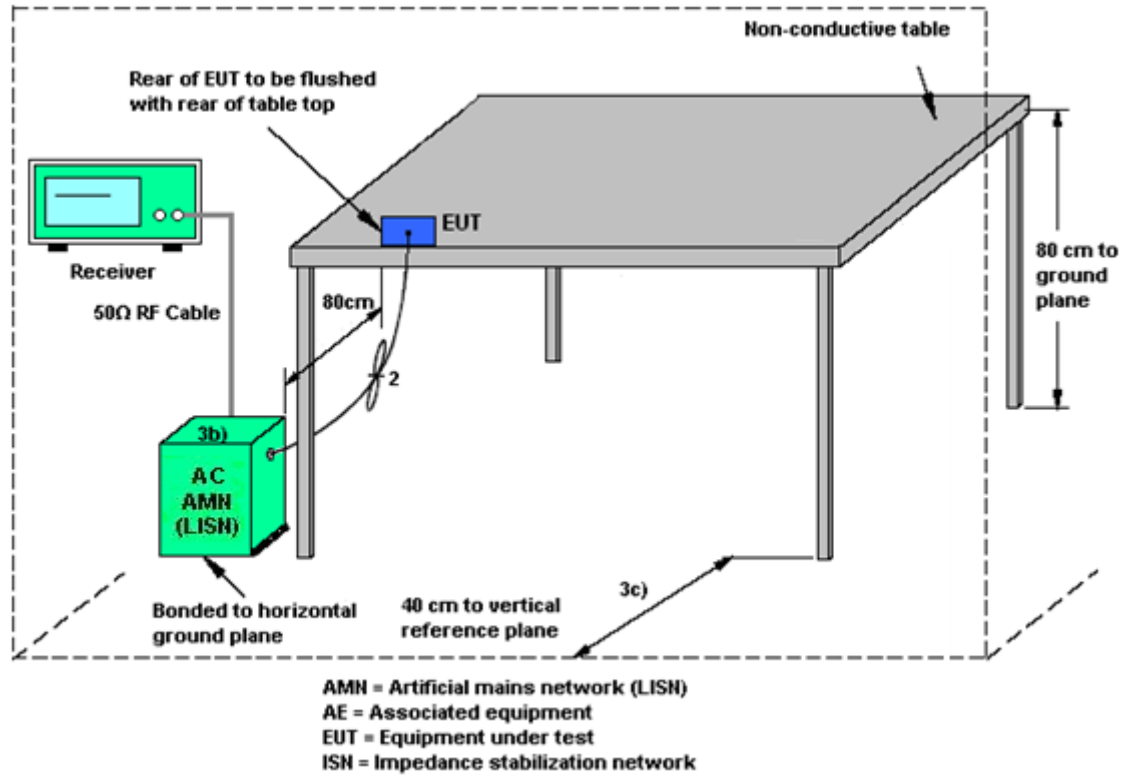 Non-conductive table
Rear of EUT to be flushed
with rear of table top
EUT
Receiver
80cm
80 cm to
ground
plane
50Ω RF Cable
2
3b)
AC
AMN
(LISN)
3c)
Bonded to horizontal
ground plane
40 cm to vertical
reference plane
AMN = Artificial mains network (LISN)
AE = Associated equipment
EUT = Equipment under test
ISN = Impedance stabilization network